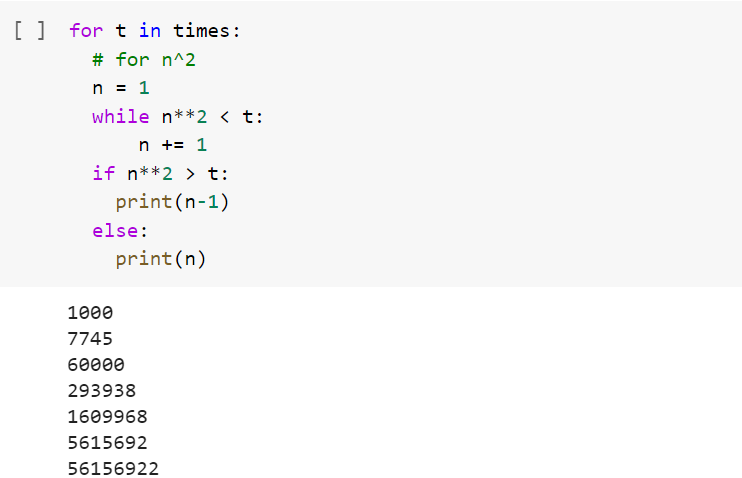 [ ] for t in times:
# for n^2
n = 1
while n**2 < t:
n += 1
if n**2 > t:
print(n-1)
else:
print(n)
1000
7745
60000
293938
1609968
5615692
56156922